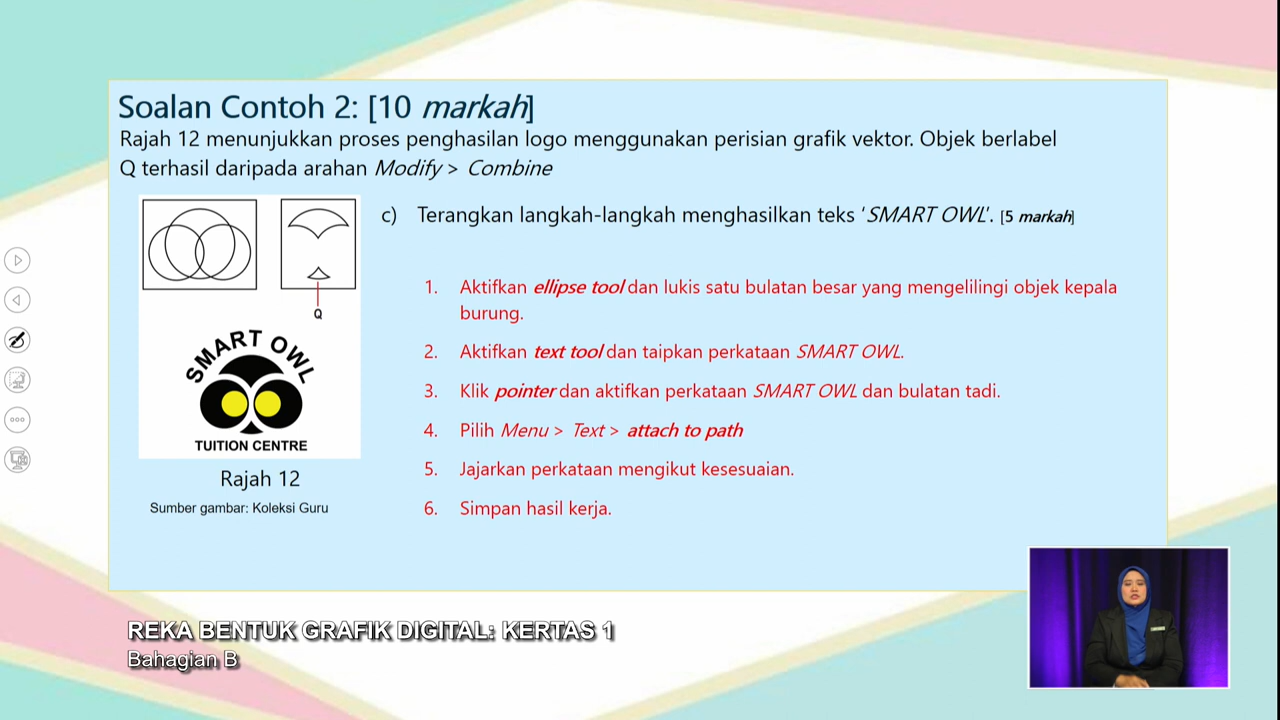 Soalan Contoh 2: [10 markah]
Rajah 12 menunjukkan proses penghasilan logo menggunakan perisian grafik vektor. Objek berlabel
Q terhasil daripada arahan Modify > Combine
c) Terangkan langkah-langkah menghasilkan teks 'SMART OWL'. [5 markah]
Q
SMART OWL
TUITION CENTRE
Rajah 12
Sumber gambar: Koleksi Guru
1. Aktifkan ellipse tool dan lukis satu bulatan besar yang mengelilingi objek kepala
burung.
2. Aktifkan text tool dan taipkan perkataan SMART OWL.
3. Klik pointer dan aktifkan perkataan SMART OWL dan bulatan tadi.
4. Pilih Menu > Text > attach to path
5. Jajarkan perkataan mengikut kesesuaian.
6. Simpan hasil kerja.
REKA BENTUK GRAFIK DIGITAL: KERTAS 1
Bahagian B